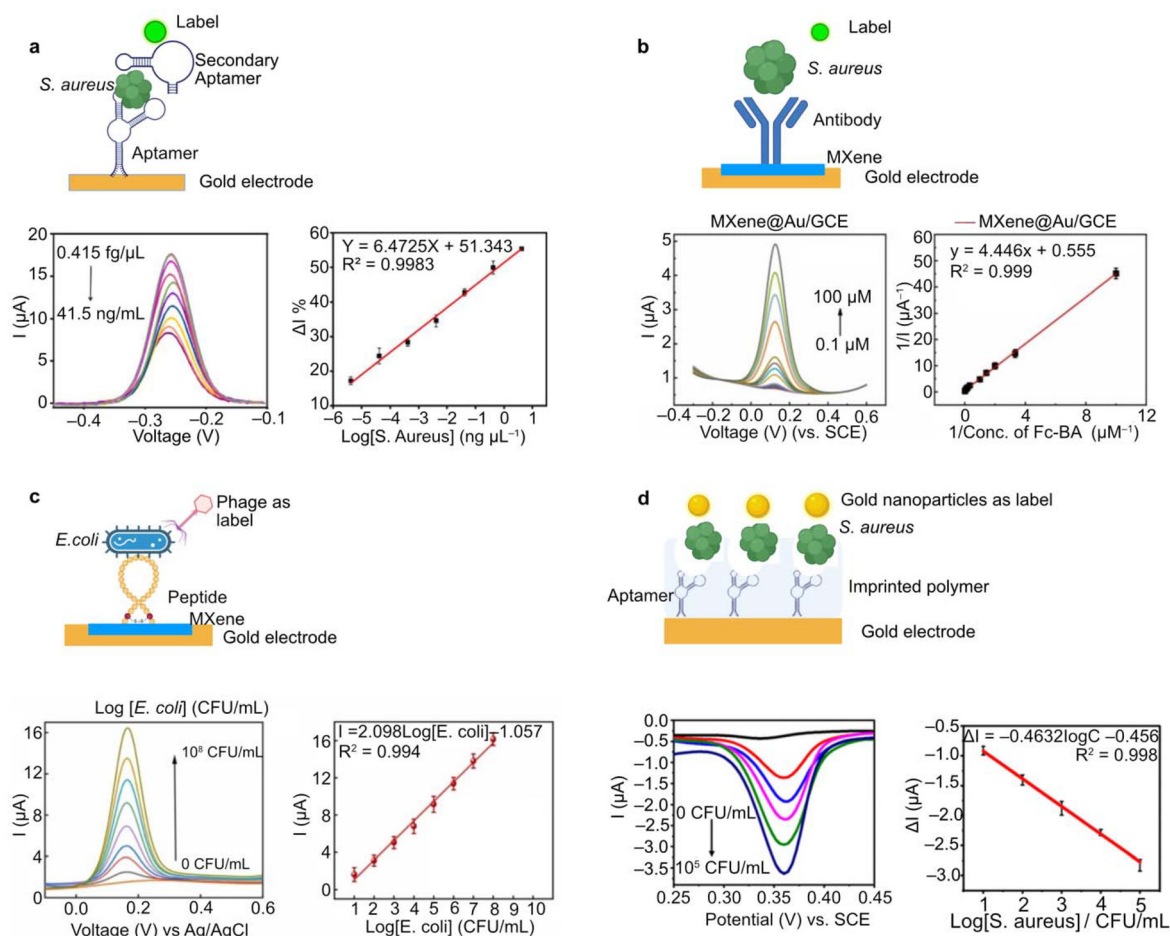 a
Label
Secondary
Aptamer
S. aureus
Aptamer
Gold electrode
20
15
10
5
0
I (µA)
0.415 fg/µL
41.5 ng/mL
–0.4
–0.3
–0.2
–0.1
Voltage (V)
60
50
40
30
20
10
ΔI %
Y = 6.4725X + 51.343
R² = 0.9983
–6
–5
–4
–3
–2
–1
0
1
Log[S. Aureus] (ng µL⁻¹)
b
Label
S. aureus
Antibody
MXene
Gold electrode
MXene@Au/GCE
5
4
3
2
1
0
I (µA)
100 µM
0.1 µM
–0.3
0.0
0.2
0.4
0.6
Voltage (V) (vs. SCE)
MXene@Au/GCE
60
50
40
30
20
10
0
1/I (µA⁻¹)
y = 4.446x + 0.555
R² = 0.999
0
4
8
12
1/Conc. of Fc-BA (µM⁻¹)
c
Phage as
label
E.coli
Peptide
MXene
Gold electrode
Log [E. coli] (CFU/mL)
16
12
8
4
0
I (µA)
10⁸ CFU/mL
0 CFU/mL
0.0
0.2
0.4
0.6
Voltage (V) vs Ag/AgCl
16
12
8
4
0
I (µA)
I =2.098Log[E. coli]–1.057
R² = 0.994
1 2 3 4 5 6 7 8 9 10
Log[E. coli] (CFU/mL)
d
Gold nanoparticles as label
S. aureus
Imprinted polymer
Aptamer
Gold electrode
0.0
–0.5
–1.0
–1.5
–2.0
–2.5
–3.0
–3.5
I (µA)
0 CFU/mL
10⁵ CFU/mL
0.25
0.30
0.35
0.40
0.45
Potential (V) vs. SCE
–0.5
–1.0
–1.5
–2.0
–2.5
–3.0
ΔI (µA)
ΔI = –0.4632logC –0.456
R² = 0.998
1 2 3 4 5
Log[S. aureus] / CFU/mL